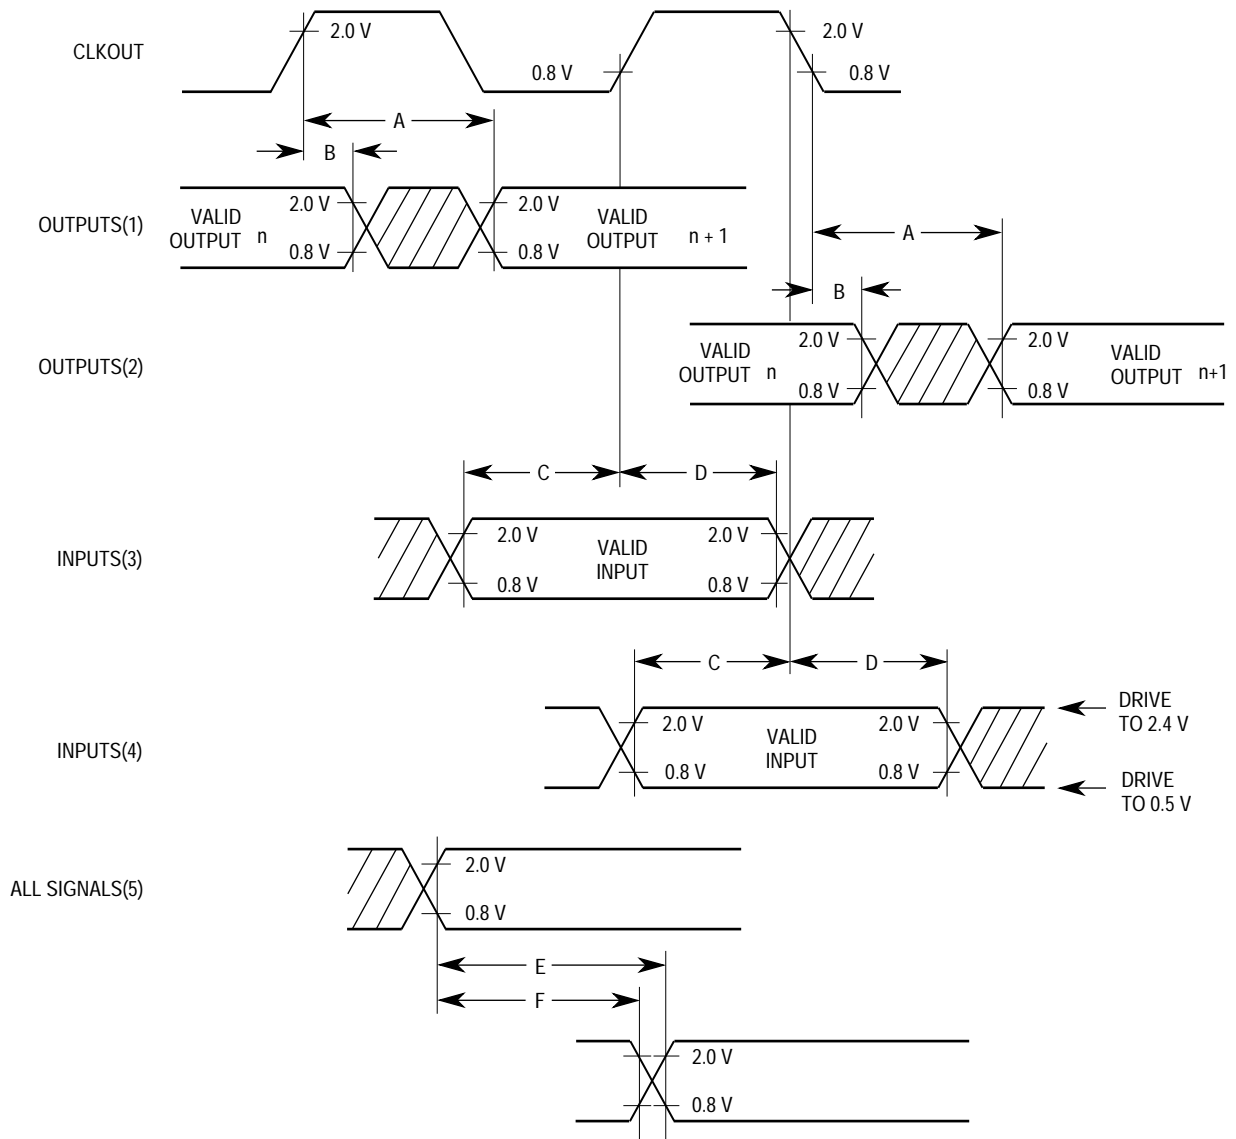 CLKOUT
2.0 V
0.8 V
2.0 V
0.8 V
A
B
OUTPUTS(1)
VALID
OUTPUT n
2.0 V
0.8 V
2.0 V
0.8 V
VALID
OUTPUT n + 1
A
B
OUTPUTS(2)
VALID
OUTPUT n
2.0 V
0.8 V
2.0 V
0.8 V
VALID
OUTPUT n+1
C
D
INPUTS(3)
2.0 V
0.8 V
VALID
INPUT
2.0 V
0.8 V
C
D
INPUTS(4)
2.0 V
0.8 V
VALID
INPUT
2.0 V
0.8 V
DRIVE
TO 2.4 V
DRIVE
TO 0.5 V
ALL SIGNALS(5)
2.0 V
0.8 V
E
F
2.0 V
0.8 V